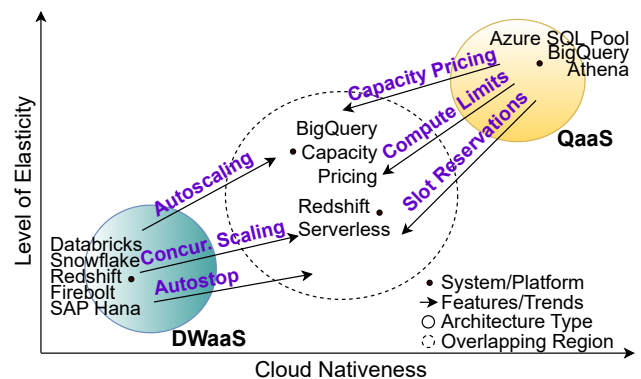 Azure SQL Pool
BigQuery
Athena
QaaS
Capacity Pricing
Compute Limits
Slot Reservations
BigQuery
Capacity
Pricing
Redshift
Serverless
Autoscaling
Concur. Scaling
Autostop
Databricks
Snowflake
Redshift
Firebolt
SAP Hana
DWaaS
System/Platform
Features/Trends
Architecture Type
Overlapping Region
Level of Elasticity
Cloud Nativeness